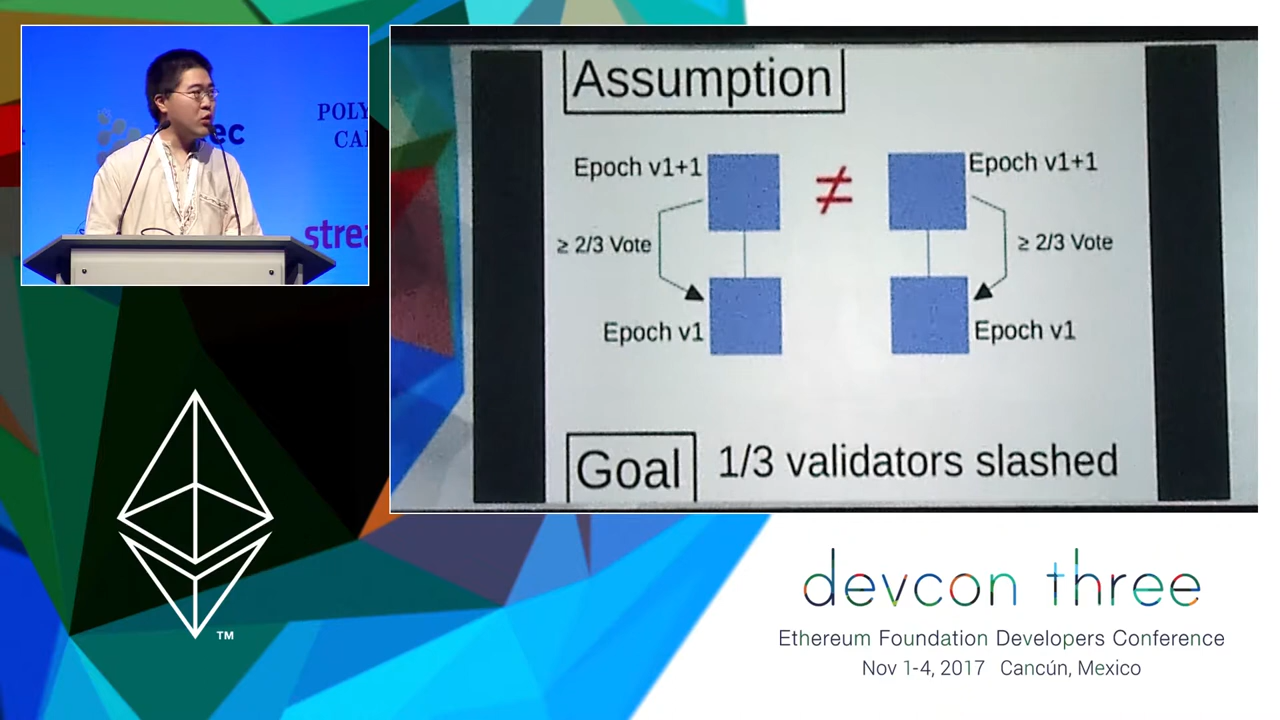 POLY
CA
ec
strea
Assumption
Epoch v1+1
≠
Epoch v1+1
≥ 2/3 Vote
≥ 2/3 Vote
Epoch v1
Epoch v1
Goal
1/3 validators slashed
TM
devcon three
Ethereum Foundation Developers Conference
Nov 1-4, 2017 Cancún, Mexico